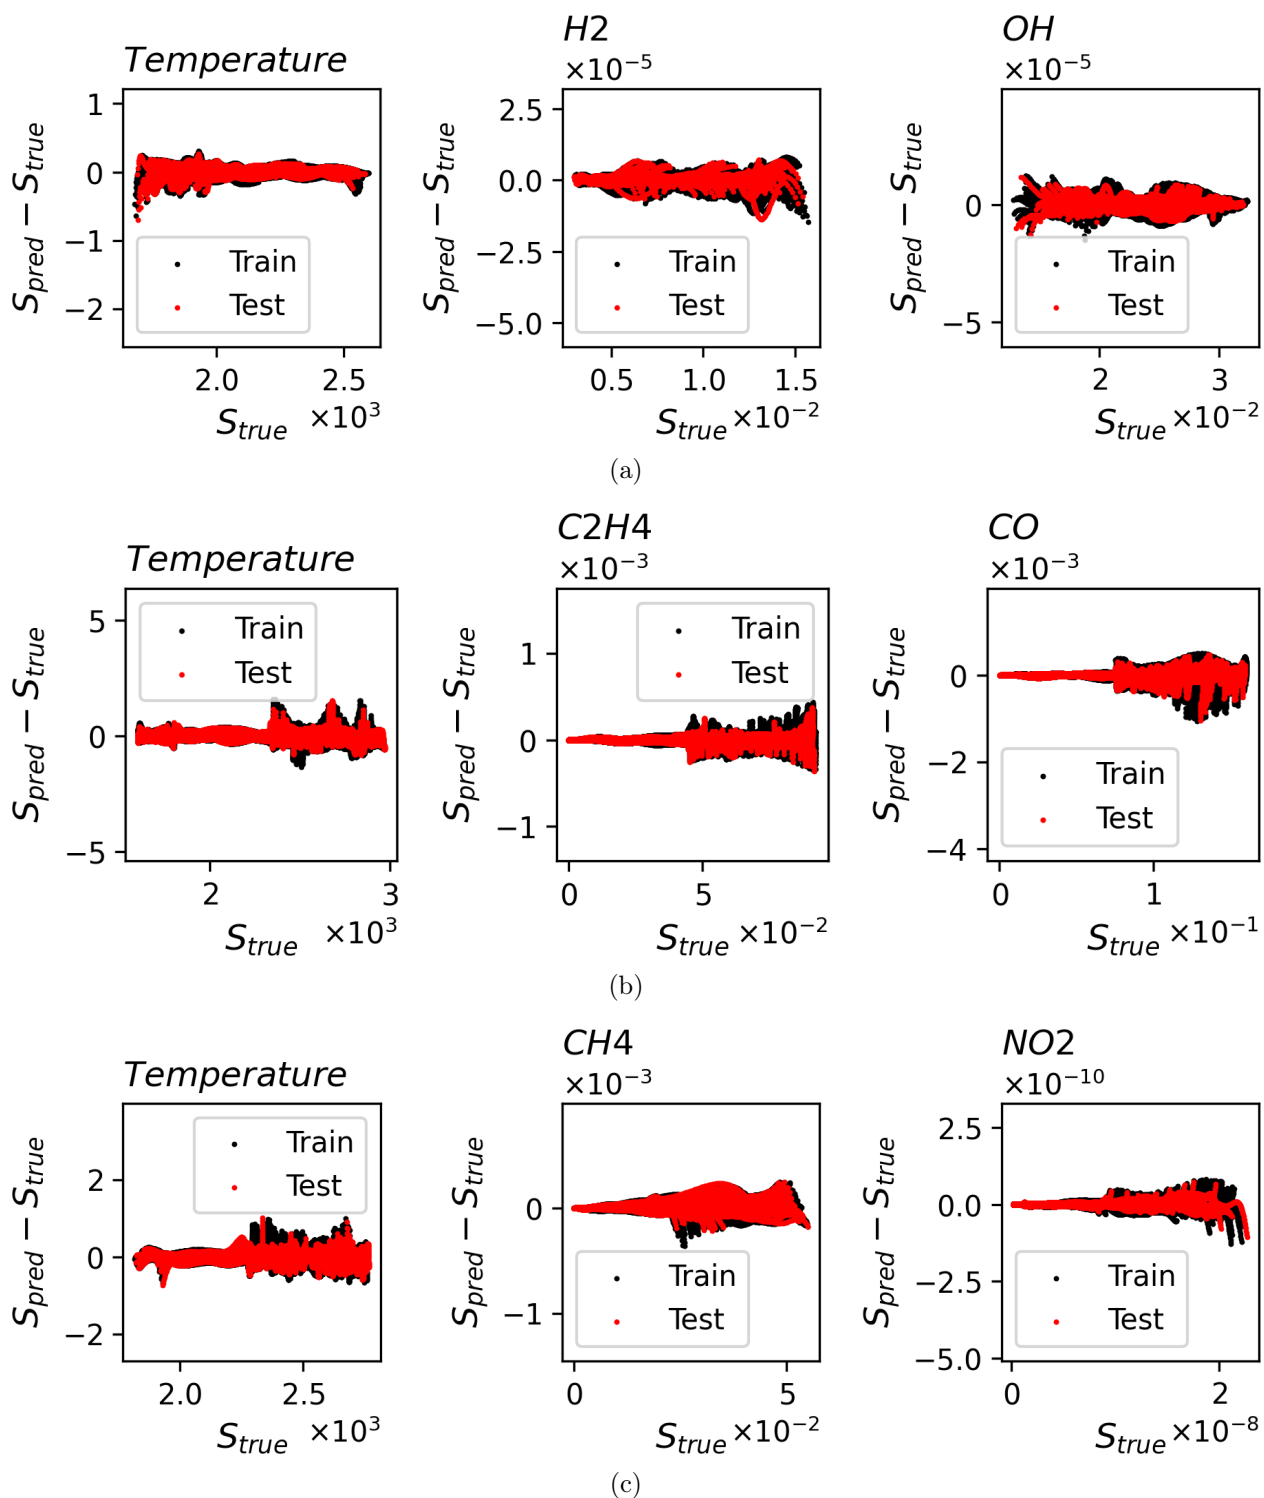 Temperature
S_pred − S_true
1
0
−1
−2
Train
Test
2.0
2.5
S_true ×10³
H2
×10⁻⁵
S_pred − S_true
2.5
0.0
−2.5
−5.0
Train
Test
0.5
1.0
1.5
S_true ×10⁻²
OH
×10⁻⁵
S_pred − S_true
0
−5
Train
Test
2
3
S_true ×10⁻²
(a)
Temperature
S_pred − S_true
5
0
−5
Train
Test
2
3
S_true ×10³
C2H4
×10⁻³
S_pred − S_true
1
0
−1
Train
Test
0
5
S_true ×10⁻²
CO
×10⁻³
S_pred − S_true
0
−2
−4
Train
Test
0
1
S_true ×10⁻¹
(b)
Temperature
S_pred − S_true
2
0
−2
Train
Test
2.0
2.5
S_true ×10³
CH4
×10⁻³
S_pred − S_true
0
−1
Train
Test
0
5
S_true ×10⁻²
NO2
×10⁻¹⁰
S_pred − S_true
2.5
0.0
−2.5
−5.0
Train
Test
0
2
S_true ×10⁻⁸
(c)